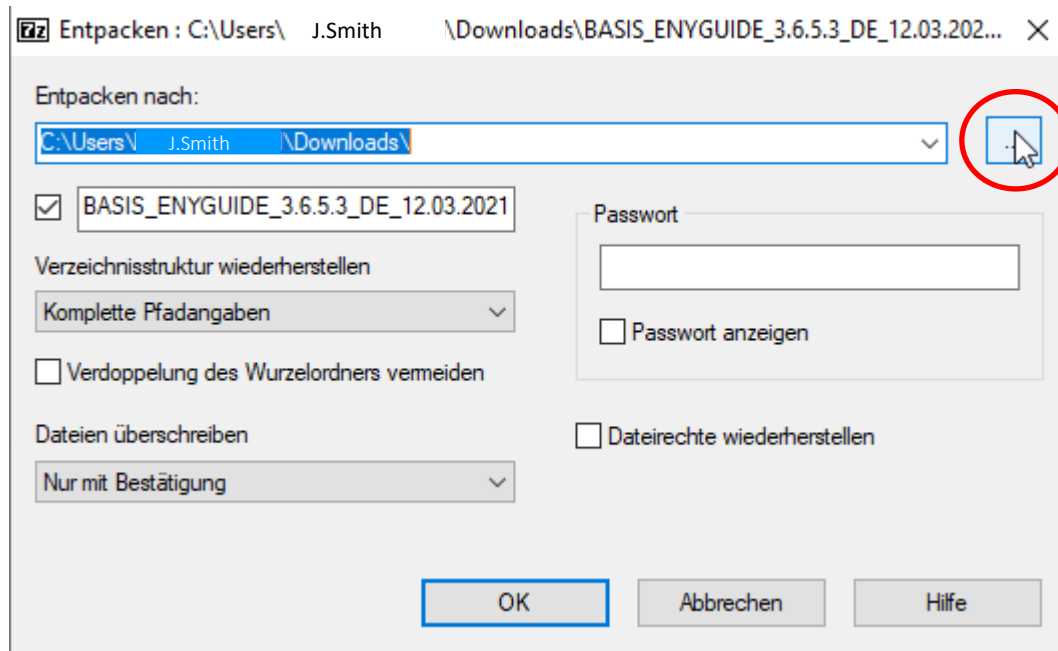 7z Entpacken : C:\Users\ J.Smith \Downloads\BASIS_ENYGUIDE_3.6.5.3_DE_12.03.202...
Entpacken nach:
C:\Users\ J.Smith \Downloads\
...
BASIS_ENYGUIDE_3.6.5.3_DE_12.03.2021
Passwort
Verzeichnisstruktur wiederherstellen
Komplette Pfadangaben
Passwort anzeigen
Verdoppelung des Wurzelordners vermeiden
Dateien überschreiben
Dateirechte wiederherstellen
Nur mit Bestätigung
OK Abbrechen Hilfe